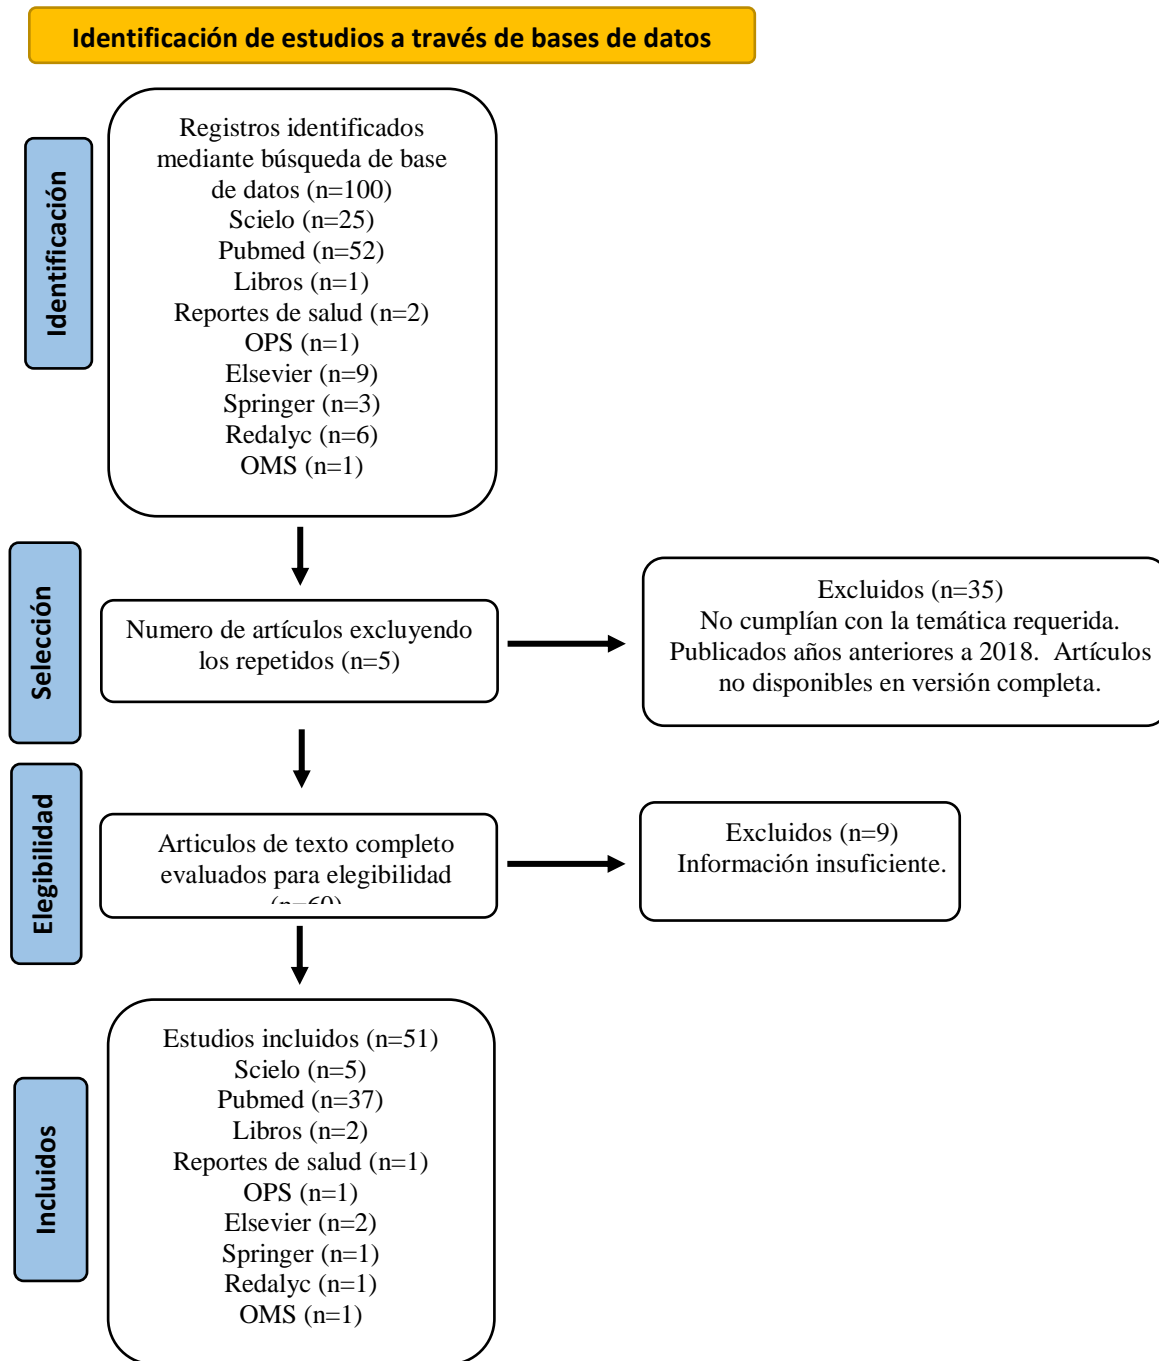 Identificación de estudios a través de bases de datos
Identificación
Registros identificados
mediante búsqueda de base
de datos (n=100)
Scielo (n=25)
Pubmed (n=52)
Libros (n=1)
Reportes de salud (n=2)
OPS (n=1)
Elsevier (n=9)
Springer (n=3)
Redalyc (n=6)
OMS (n=1)
Selección
Numero de artículos excluyendo
los repetidos (n=5)
Excluidos (n=35)
No cumplían con la temática requerida.
Publicados años anteriores a 2018. Artículos
no disponibles en versión completa.
Elegibilidad
Articulos de texto completo
evaluados para elegibilidad
(n=60)
Excluidos (n=9)
Información insuficiente.
Incluidos
Estudios incluidos (n=51)
Scielo (n=5)
Pubmed (n=37)
Libros (n=2)
Reportes de salud (n=1)
OPS (n=1)
Elsevier (n=2)
Springer (n=1)
Redalyc (n=1)
OMS (n=1)